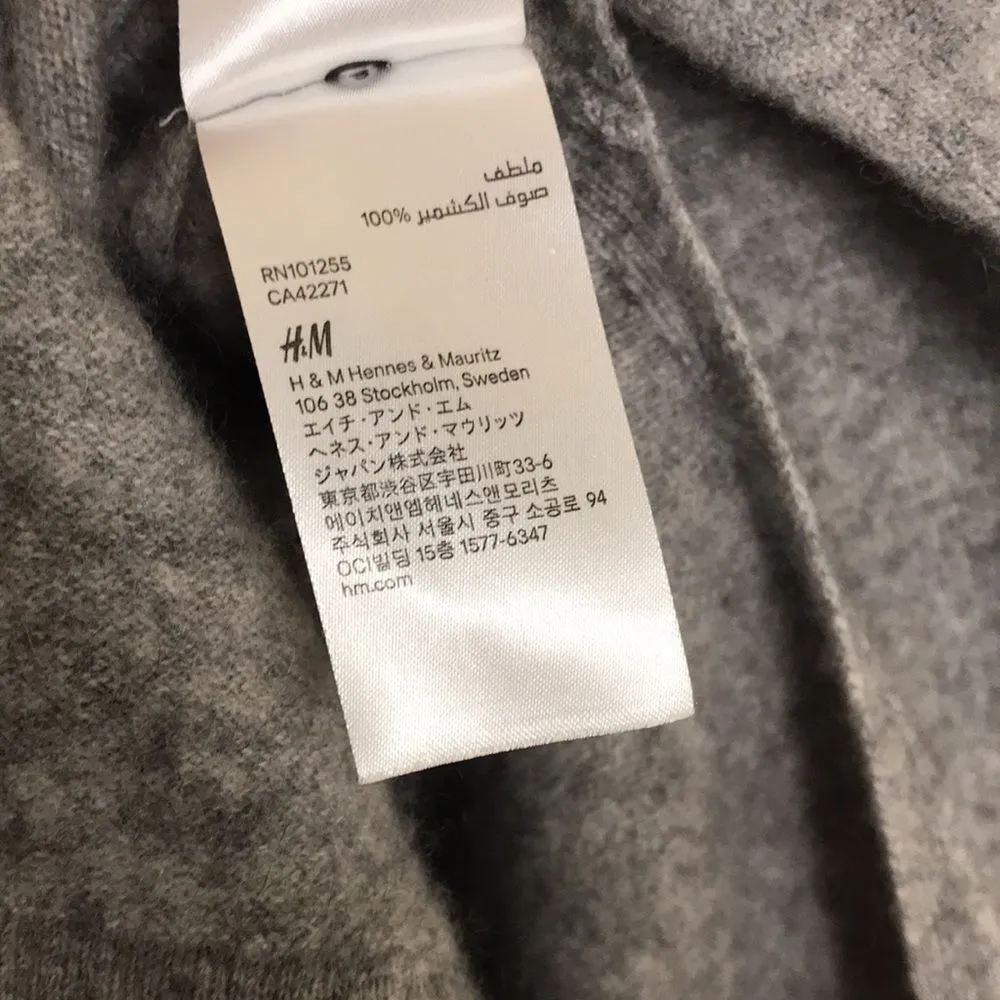 ملطف
صوف الكشمير %100
RN101255
CA42271
H&M
H & M Hennes & Mauritz
106 38 Stockholm, Sweden
エイチ・アンド・エム
ヘネス・アンド・マウリッツ
ジャパン株式会社
東京都渋谷区宇田川町33-6
에이치앤엠헤네스앤모리츠
주식회사 서울시 중구 소공로 94
OCI빌딩 15층 1577-6347
hm.com